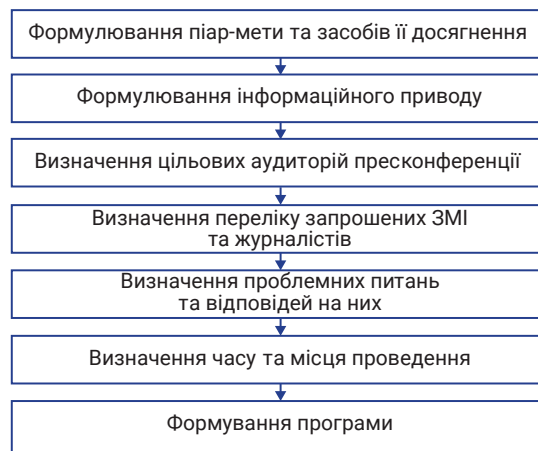 Формулювання піар-мети та засобів її досягнення
Формулювання інформаційного приводу
Визначення цільових аудиторій пресконференції
Визначення переліку запрошених ЗМІ
та журналістів
Визначення проблемних питань
та відповідей на них
Визначення часу та місця проведення
Формування програми